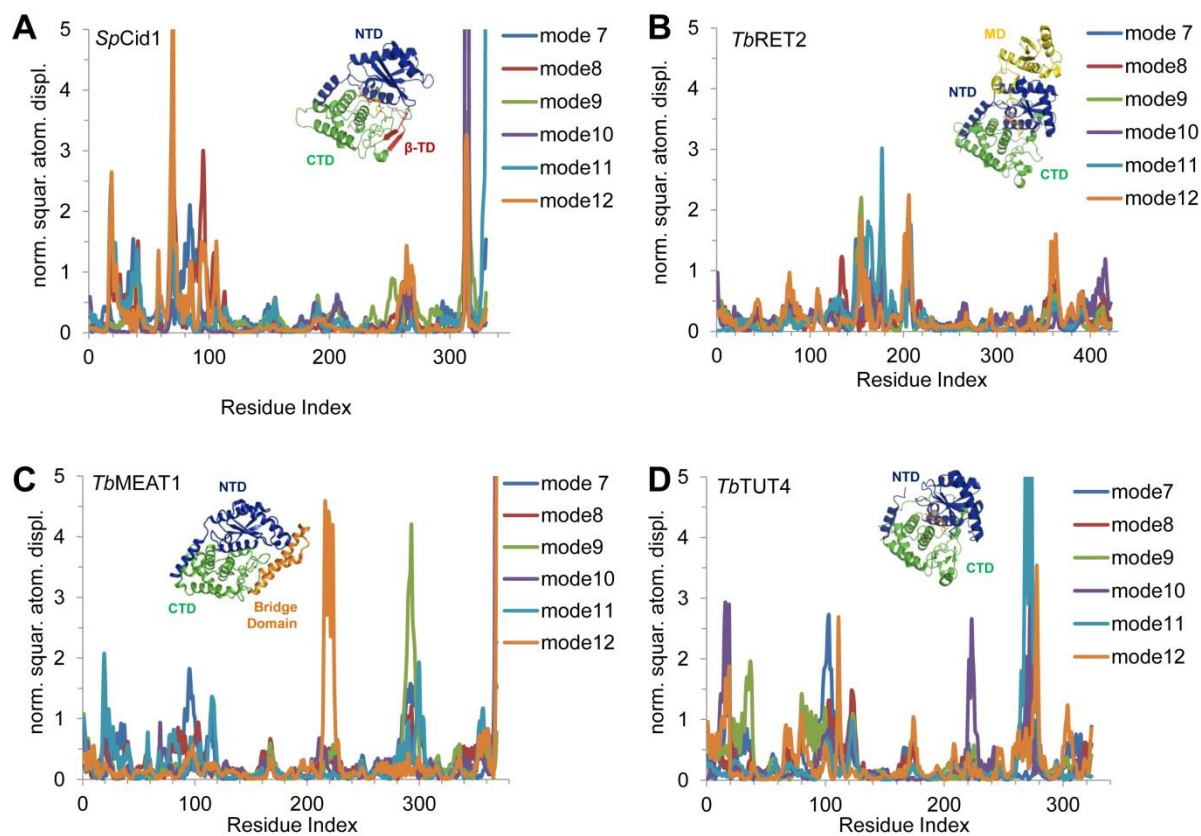 A
SpCid1
norm. squar. atom. displ.
5
4
3
2
1
0
0
100
200
300
Residue Index
NTD
CTD
β-TD
mode 7
mode8
mode9
mode10
mode11
mode12
B
TbRET2
norm. squar. atom. displ.
5
4
3
2
1
0
0
100
200
300
400
Residue Index
MD
NTD
CTD
mode 7
mode8
mode9
mode10
mode11
mode12
C
TbMEAT1
norm. squar. atom. displ.
5
4
3
2
1
0
0
100
200
300
Residue Index
NTD
CTD
Bridge
Domain
mode 7
mode8
mode9
mode10
mode11
mode12
D
TbTUT4
norm. squar. atom. displ.
5
4
3
2
1
0
0
100
200
300
Residue Index
NTD
CTD
mode7
mode8
mode9
mode10
mode11
mode12